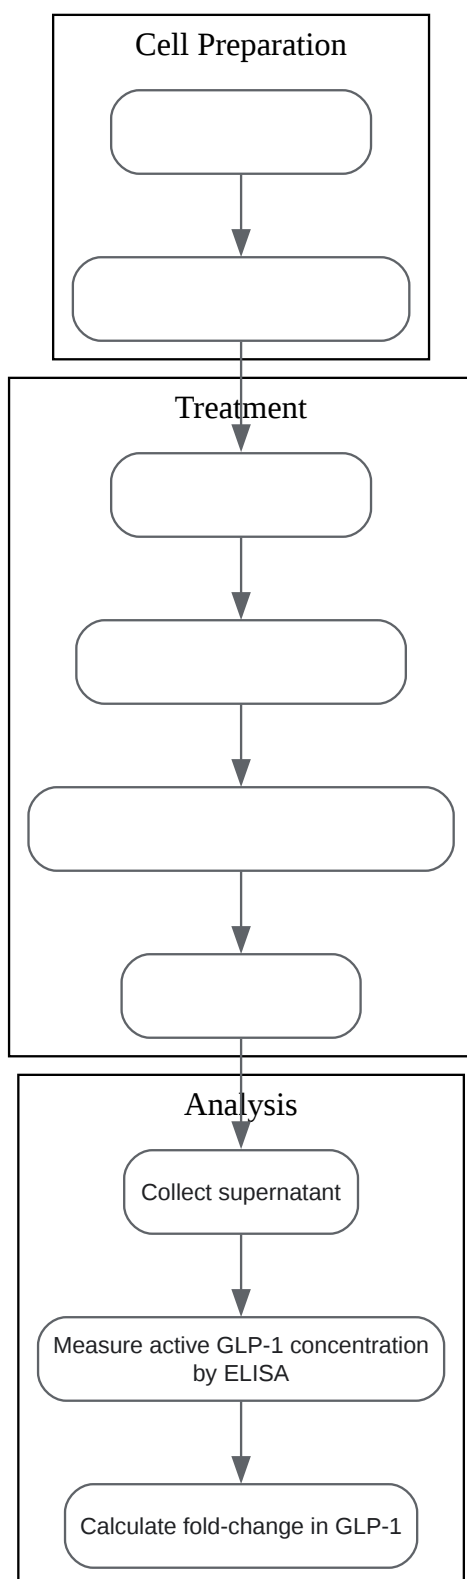 Cell Preparation
Treatment
Analysis
Collect supernatant
Measure active GLP-1 concentration
by ELISA
Calculate fold-change in GLP-1